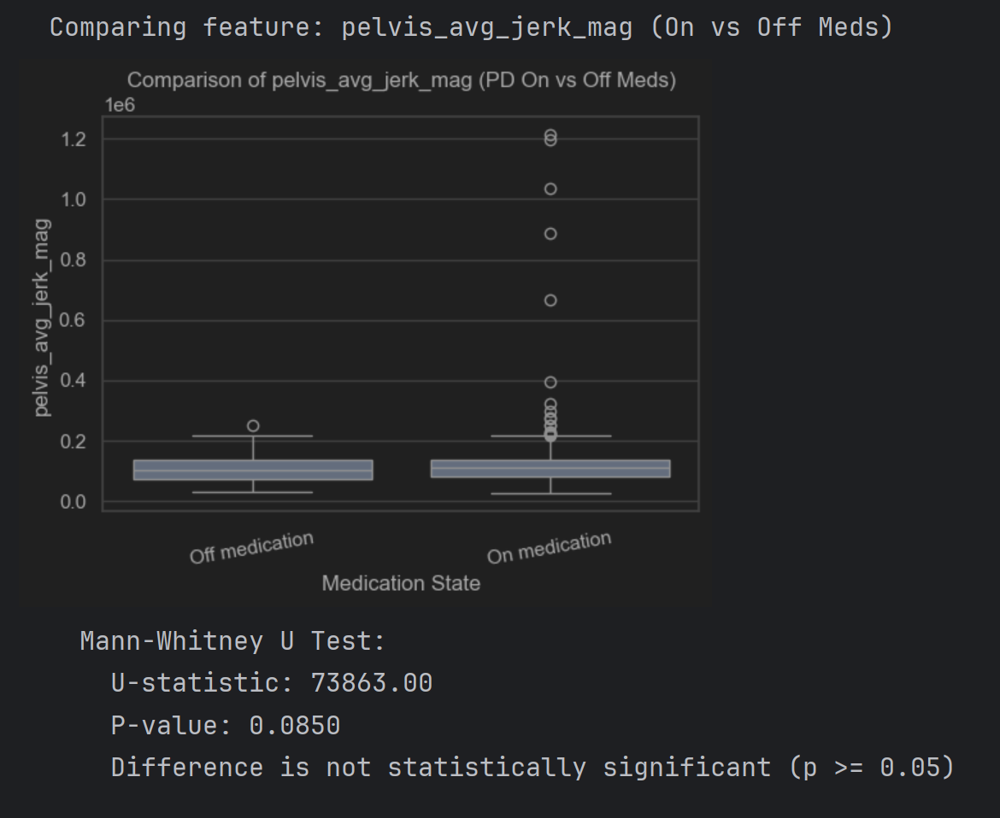 Comparing feature: pelvis_avg_jerk_mag (On vs Off Meds)
Comparison of pelvis_avg_jerk_mag (PD On vs Off Meds)
1e6
1.2
1.0
0.8
0.6
0.4
0.2
0.0
pelvis_avg_jerk_mag
Off medication
On medication
Medication State
Mann-Whitney U Test:
U-statistic: 73863.00
P-value: 0.0850
Difference is not statistically significant (p >= 0.05)